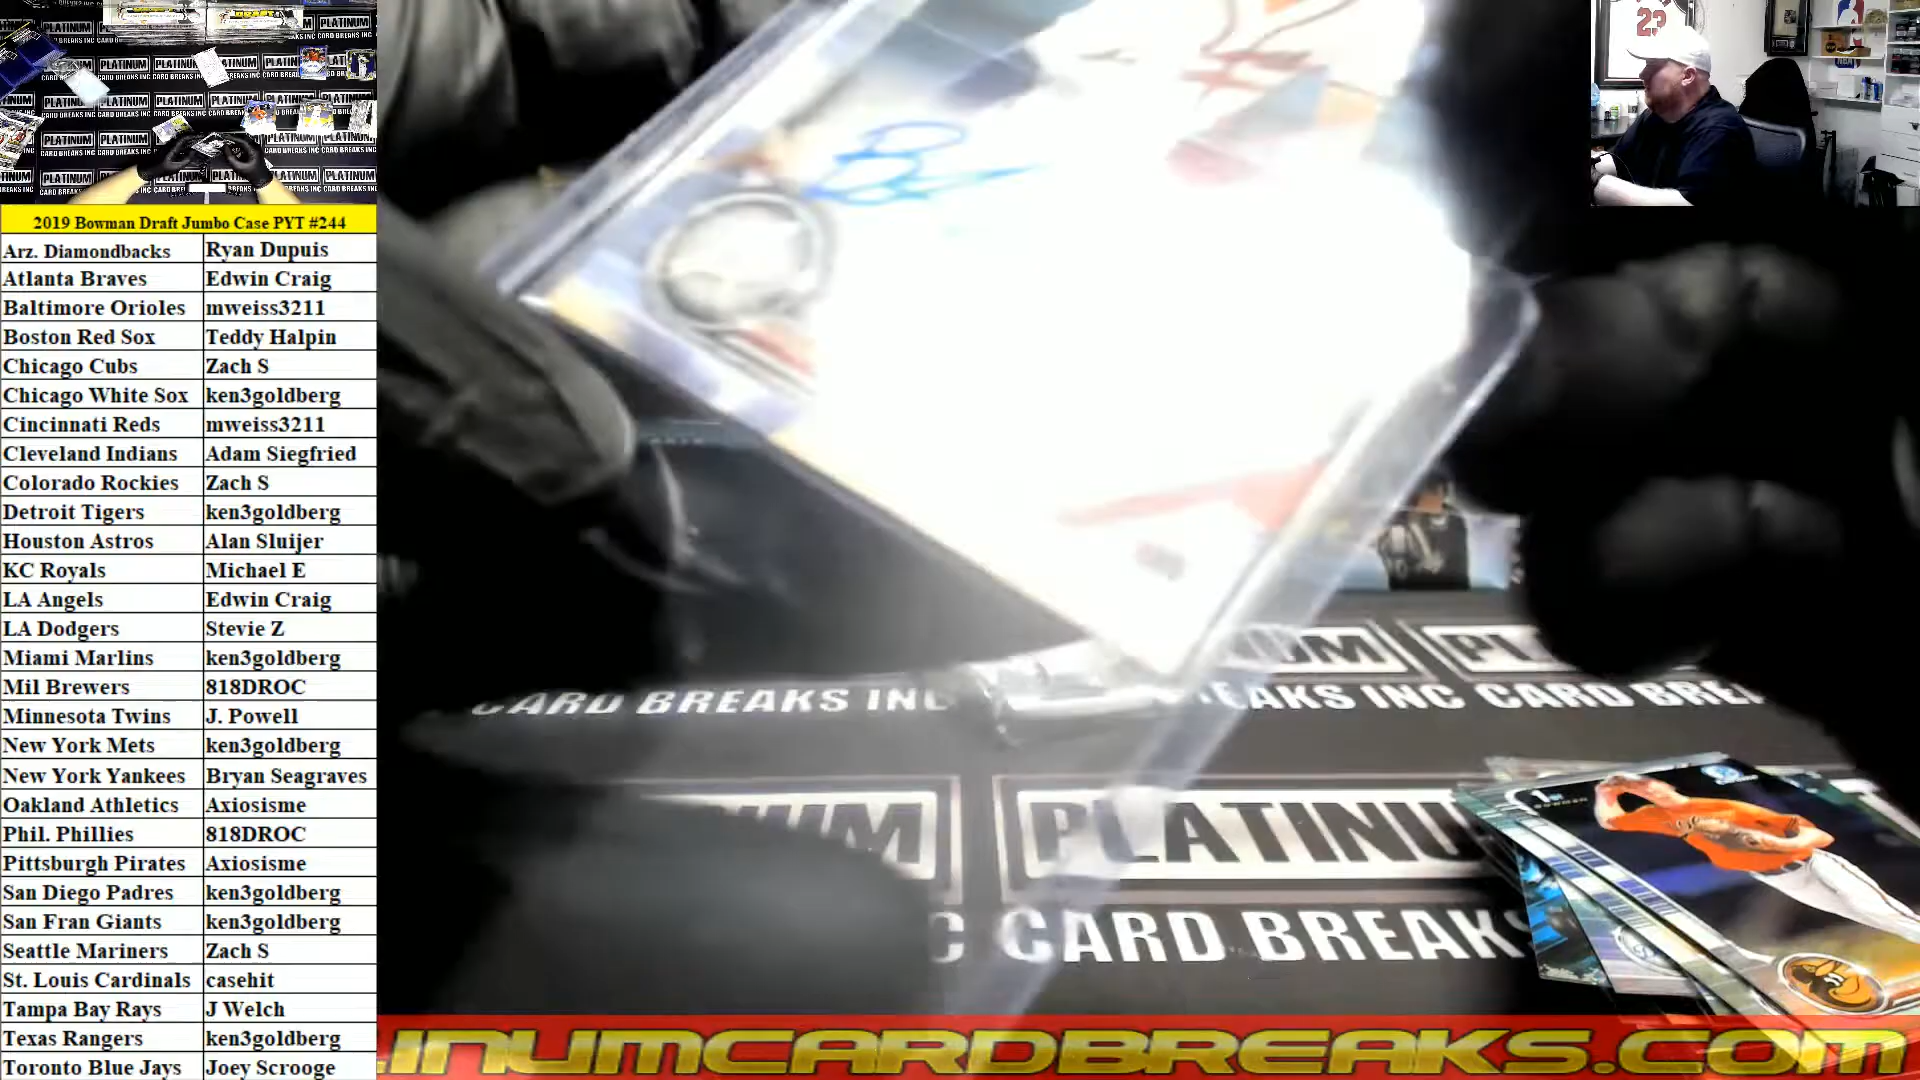 2019 Bowman Draft Jumbo Case PYT #244
Arz. Diamondbacks Ryan Dupuis
Atlanta Braves Edwin Craig
Baltimore Orioles mweiss3211
Boston Red Sox Teddy Halpin
Chicago Cubs Zach S
Chicago White Sox ken3goldberg
Cincinnati Reds mweiss3211
Cleveland Indians Adam Siegfried
Colorado Rockies Zach S
Detroit Tigers ken3goldberg
Houston Astros Alan Sluijer
KC Royals Michael E
LA Angels Edwin Craig
LA Dodgers Stevie Z
Miami Marlins ken3goldberg
Mil Brewers 818DROC
Minnesota Twins J. Powell
New York Mets ken3goldberg
New York Yankees Bryan Seagraves
Oakland Athletics Axiosisme
Phil. Phillies 818DROC
Pittsburgh Pirates Axiosisme
San Diego Padres ken3goldberg
San Fran Giants ken3goldberg
Seattle Mariners Zach S
St. Louis Cardinals casehit
Tampa Bay Rays J Welch
Texas Rangers ken3goldberg
Toronto Blue Jays Joey Scrooge
23
CARD BREAKS INC CARD BREA
PLATINU
C CARD BREAKS
INUMCARDBREAKS.COM